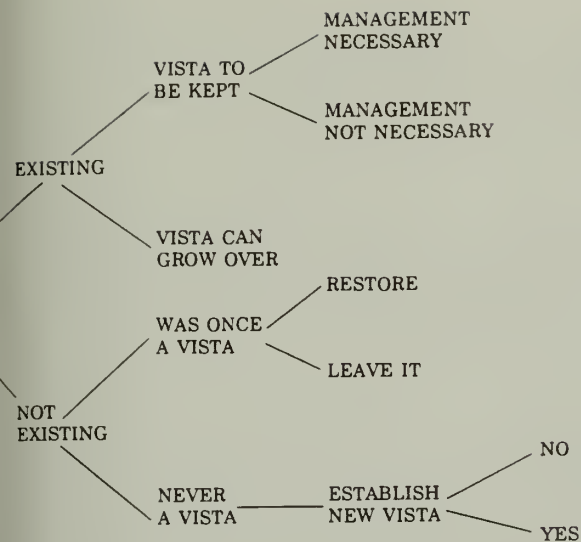 MANAGEMENT
NECESSARY
VISTA TO
BE KEPT
MANAGEMENT
NOT NECESSARY
EXISTING
VISTA CAN
GROW OVER
RESTORE
WAS ONCE
A VISTA
LEAVE IT
NOT
EXISTING
NO
NEVER
A VISTA
ESTABLISH
NEW VISTA
YES